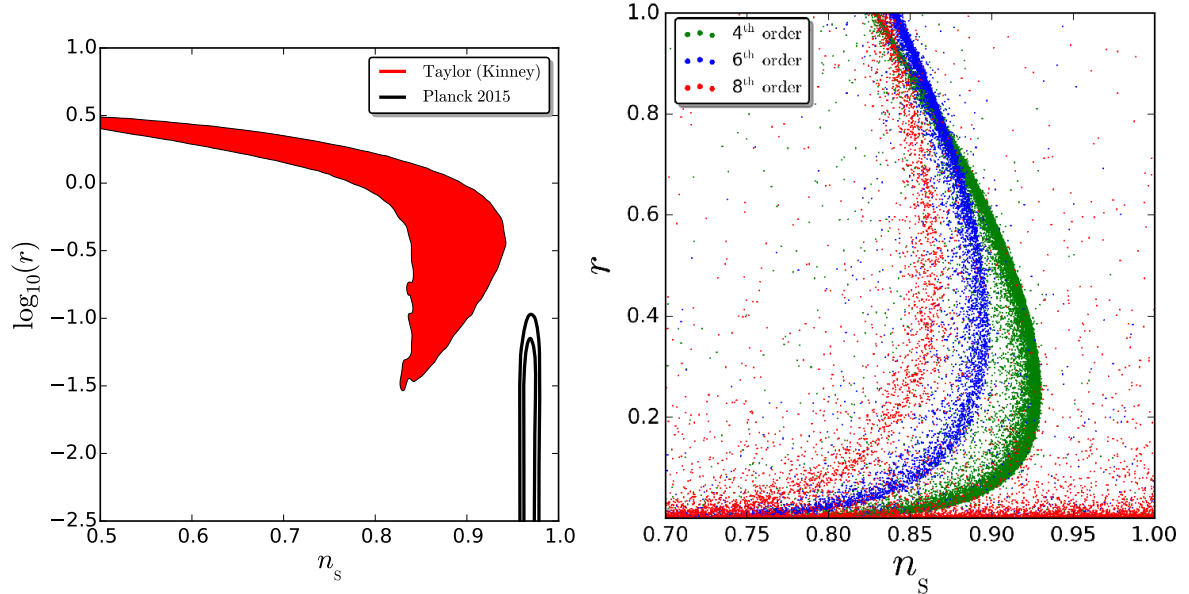 1.0
0.5
0.0
−0.5
−1.0
−1.5
−2.0
−2.5
log₁₀(r)
0.5 0.6 0.7 0.8 0.9 1.0
nₛ
Taylor (Kinney)
Planck 2015
1.0
0.8
0.6
0.4
0.2
r
0.70 0.75 0.80 0.85 0.90 0.95 1.00
nₛ
4ᵗʰ order
6ᵗʰ order
8ᵗʰ order